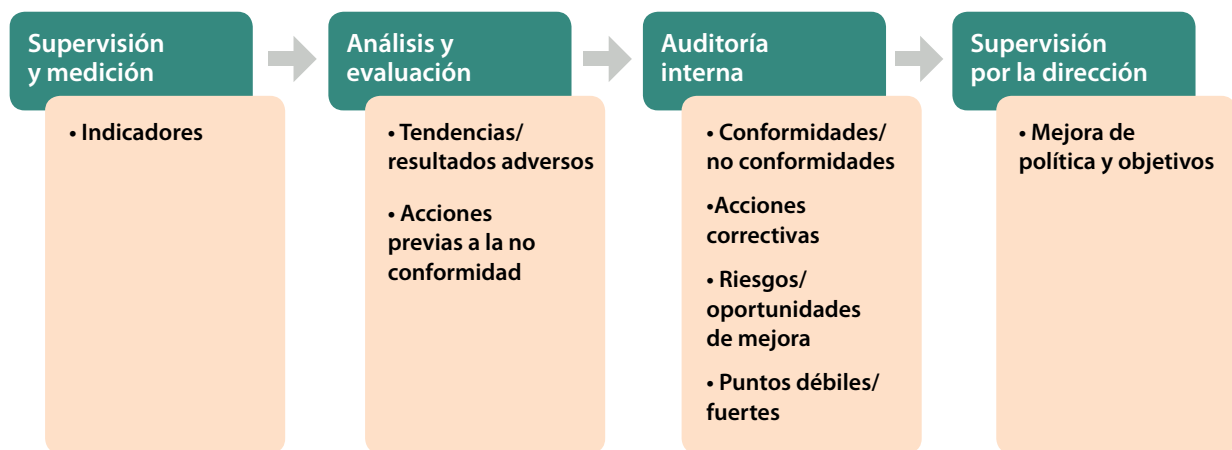 Supervisión
y medición
• Indicadores
Análisis y
evaluación
• Tendencias/
resultados adversos
• Acciones
previas a la no
conformidad
Auditoría
interna
• Conformidades/
no conformidades
•Acciones
correctivas
• Riesgos/
oportunidades
de mejora
• Puntos débiles/
fuertes
Supervisión
por la dirección
• Mejora de
política y objetivos